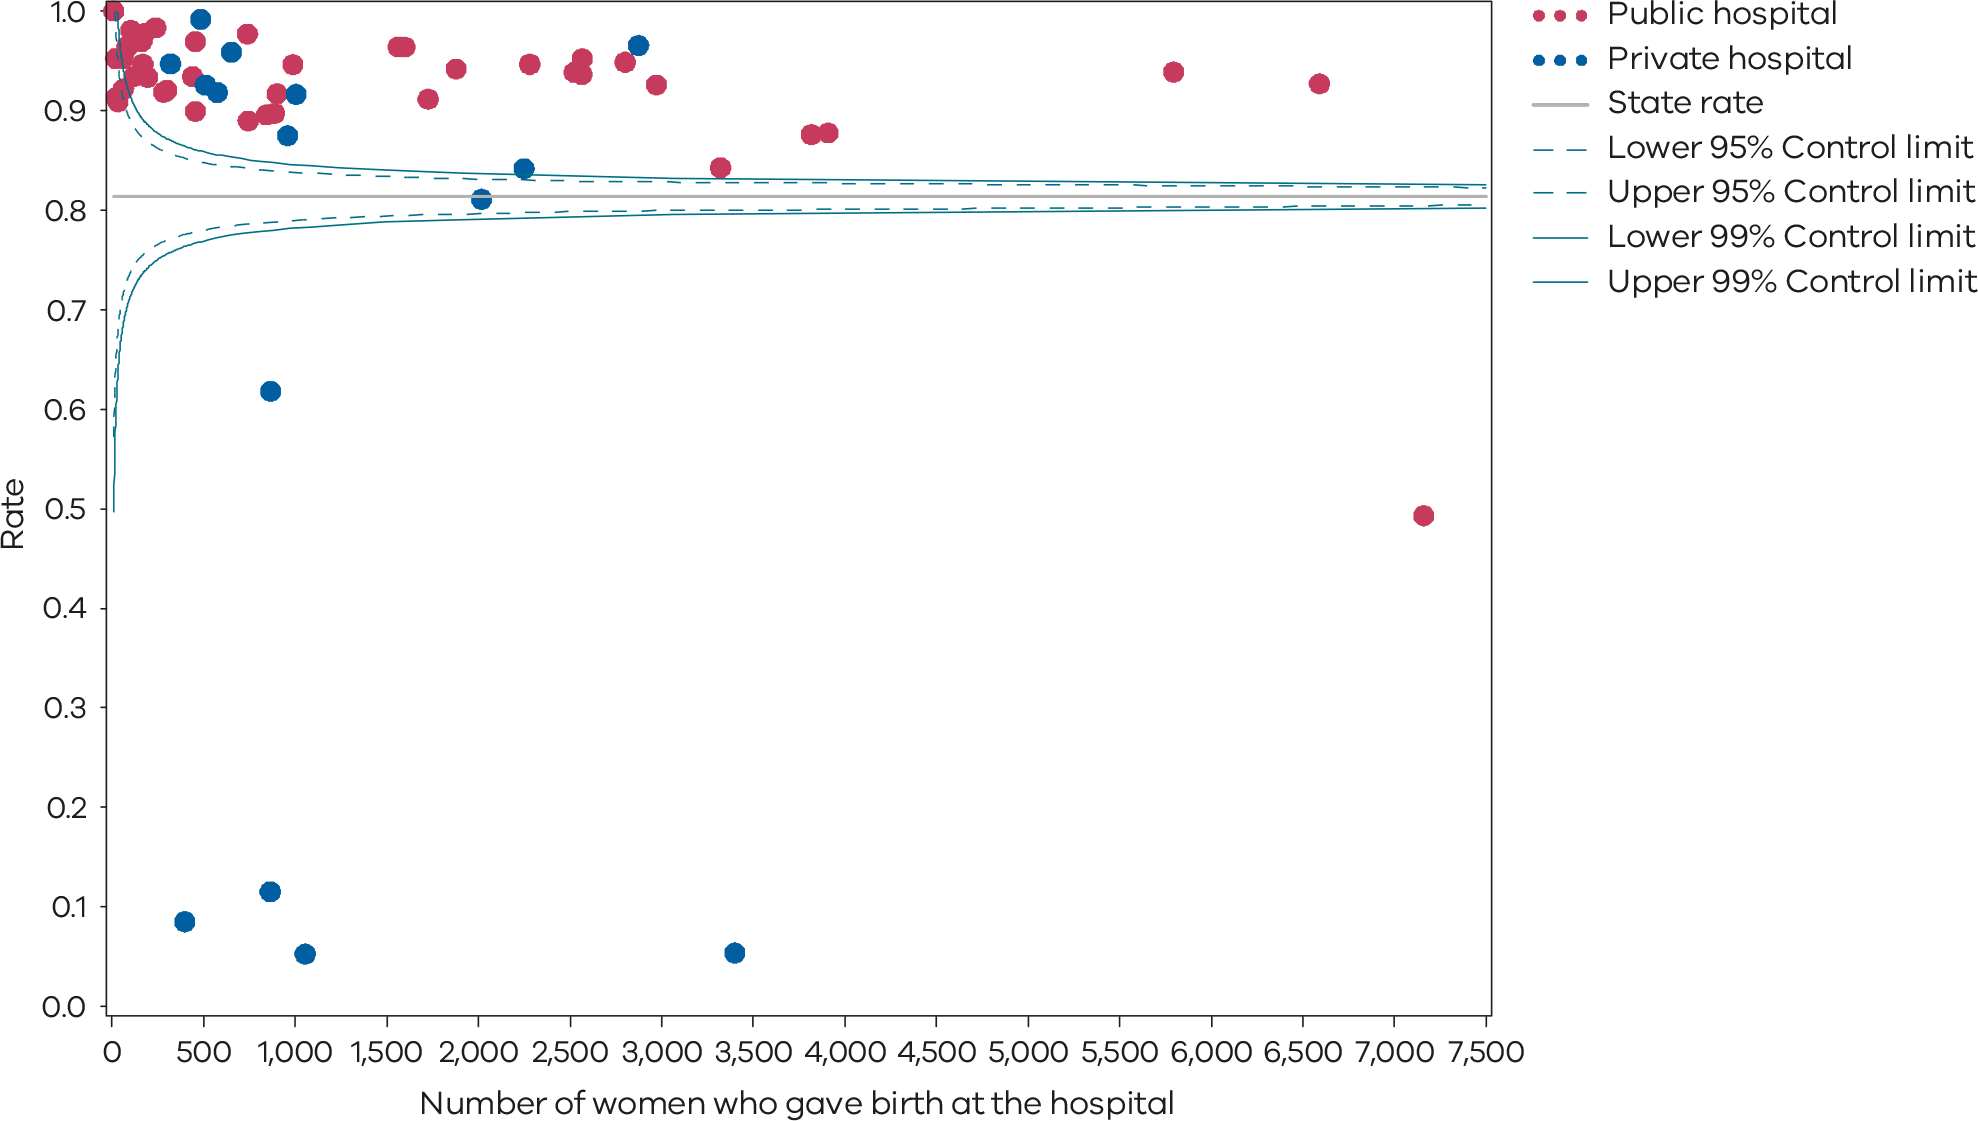 1.0
0.9
0.8
0.7
0.6
0.5
0.4
0.3
0.2
0.1
0.0
Rate
0 500 1,000 1,500 2,000 2,500 3,000 3,500 4,000 4,500 5,000 5,500 6,000 6,500 7,000 7,500
Number of women who gave birth at the hospital
Public hospital
Private hospital
State rate
Lower 95% Control limit
Upper 95% Control limit
Lower 99% Control limit
Upper 99% Control limit